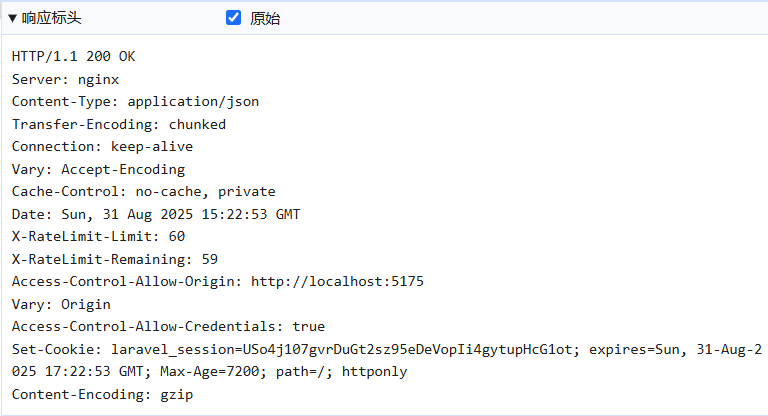 ▼ 响应标头 原始
HTTP/1.1 200 OK
Server: nginx
Content-Type: application/json
Transfer-Encoding: chunked
Connection: keep-alive
Vary: Accept-Encoding
Cache-Control: no-cache, private
Date: Sun, 31 Aug 2025 15:22:53 GMT
X-RateLimit-Limit: 60
X-RateLimit-Remaining: 59
Access-Control-Allow-Origin: http://localhost:5175
Vary: Origin
Access-Control-Allow-Credentials: true
Set-Cookie: laravel_session=USo4j107gvrDuGt2sz95eDeVopIi4gytupHcG1ot; expires=Sun, 31-Aug-2
025 17:22:53 GMT; Max-Age=7200; path=/; httponly
Content-Encoding: gzip